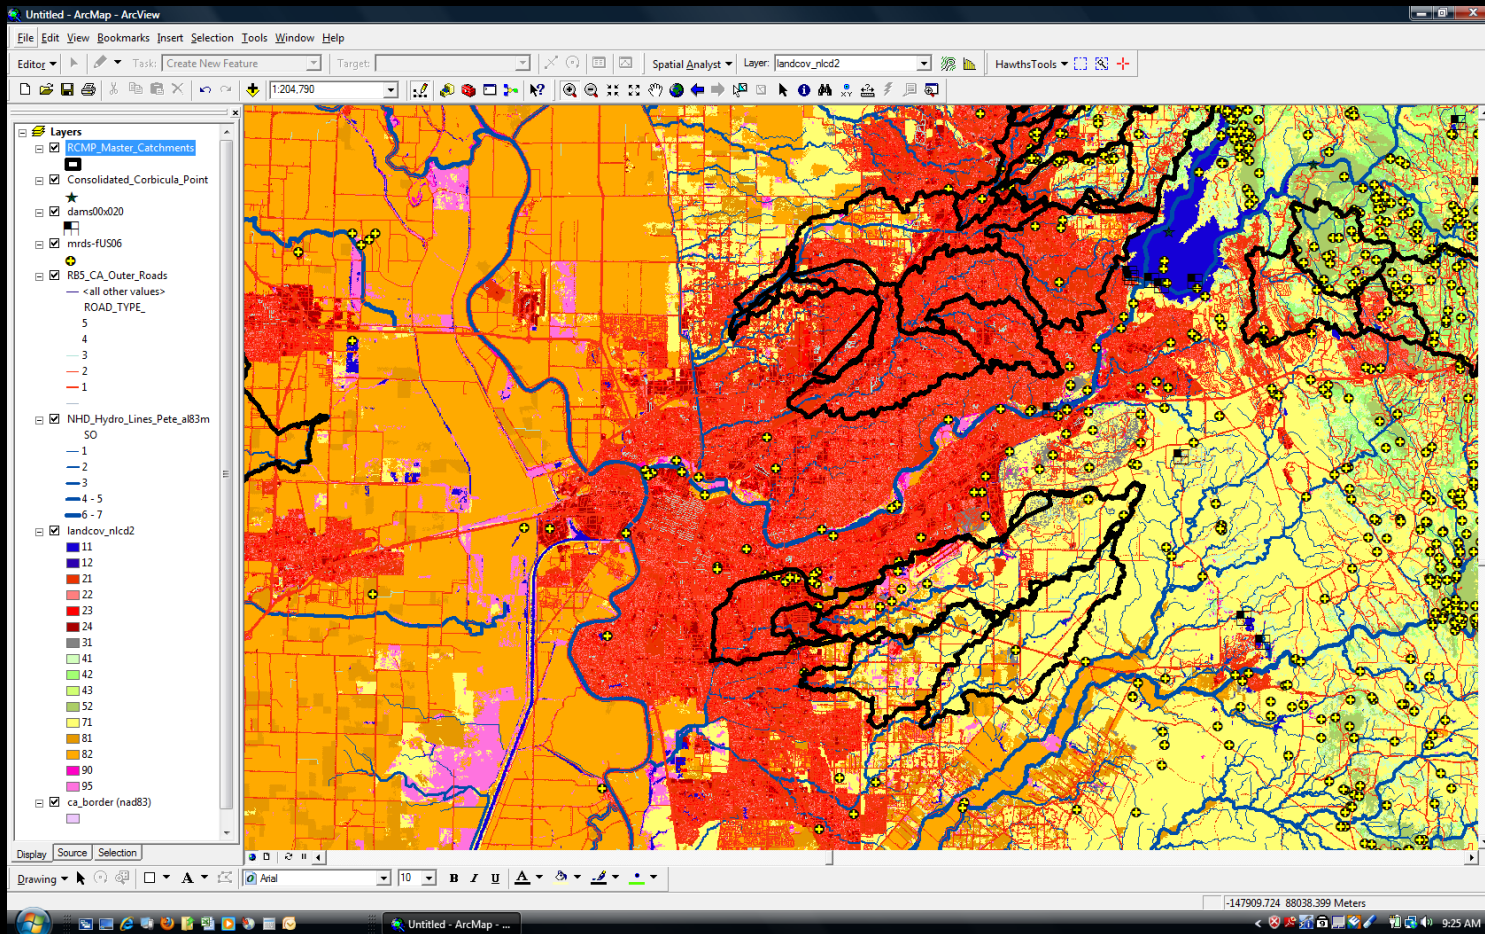 Untitled - ArcMap - ArcView
File Edit View Bookmarks Insert Selection Tools Window Help
Editor Task: Create New Feature Target: Spatial Analyst Layer: landcov_nlcd2 HawthsTools
1:204,790
Layers
RCMP_Master_Catchments
Consolidated_Corbicula_Point
dams00x020
mrds-fUS06
RB5_CA_Outer_Roads
<all other values>
ROAD_TYPE_
5
4
3
2
1
NHD_Hydro_Lines_Pete_al83m
SO
1
2
3
4 - 5
6 - 7
landcov_nlcd2
11
12
21
22
23
24
31
41
42
43
52
71
81
82
90
95
ca_border (nad83)
Display Source Selection
Drawing A Arial 10 B I U A
-147909.724 88038.399 Meters
Untitled - ArcMap - ... 9:25 AM